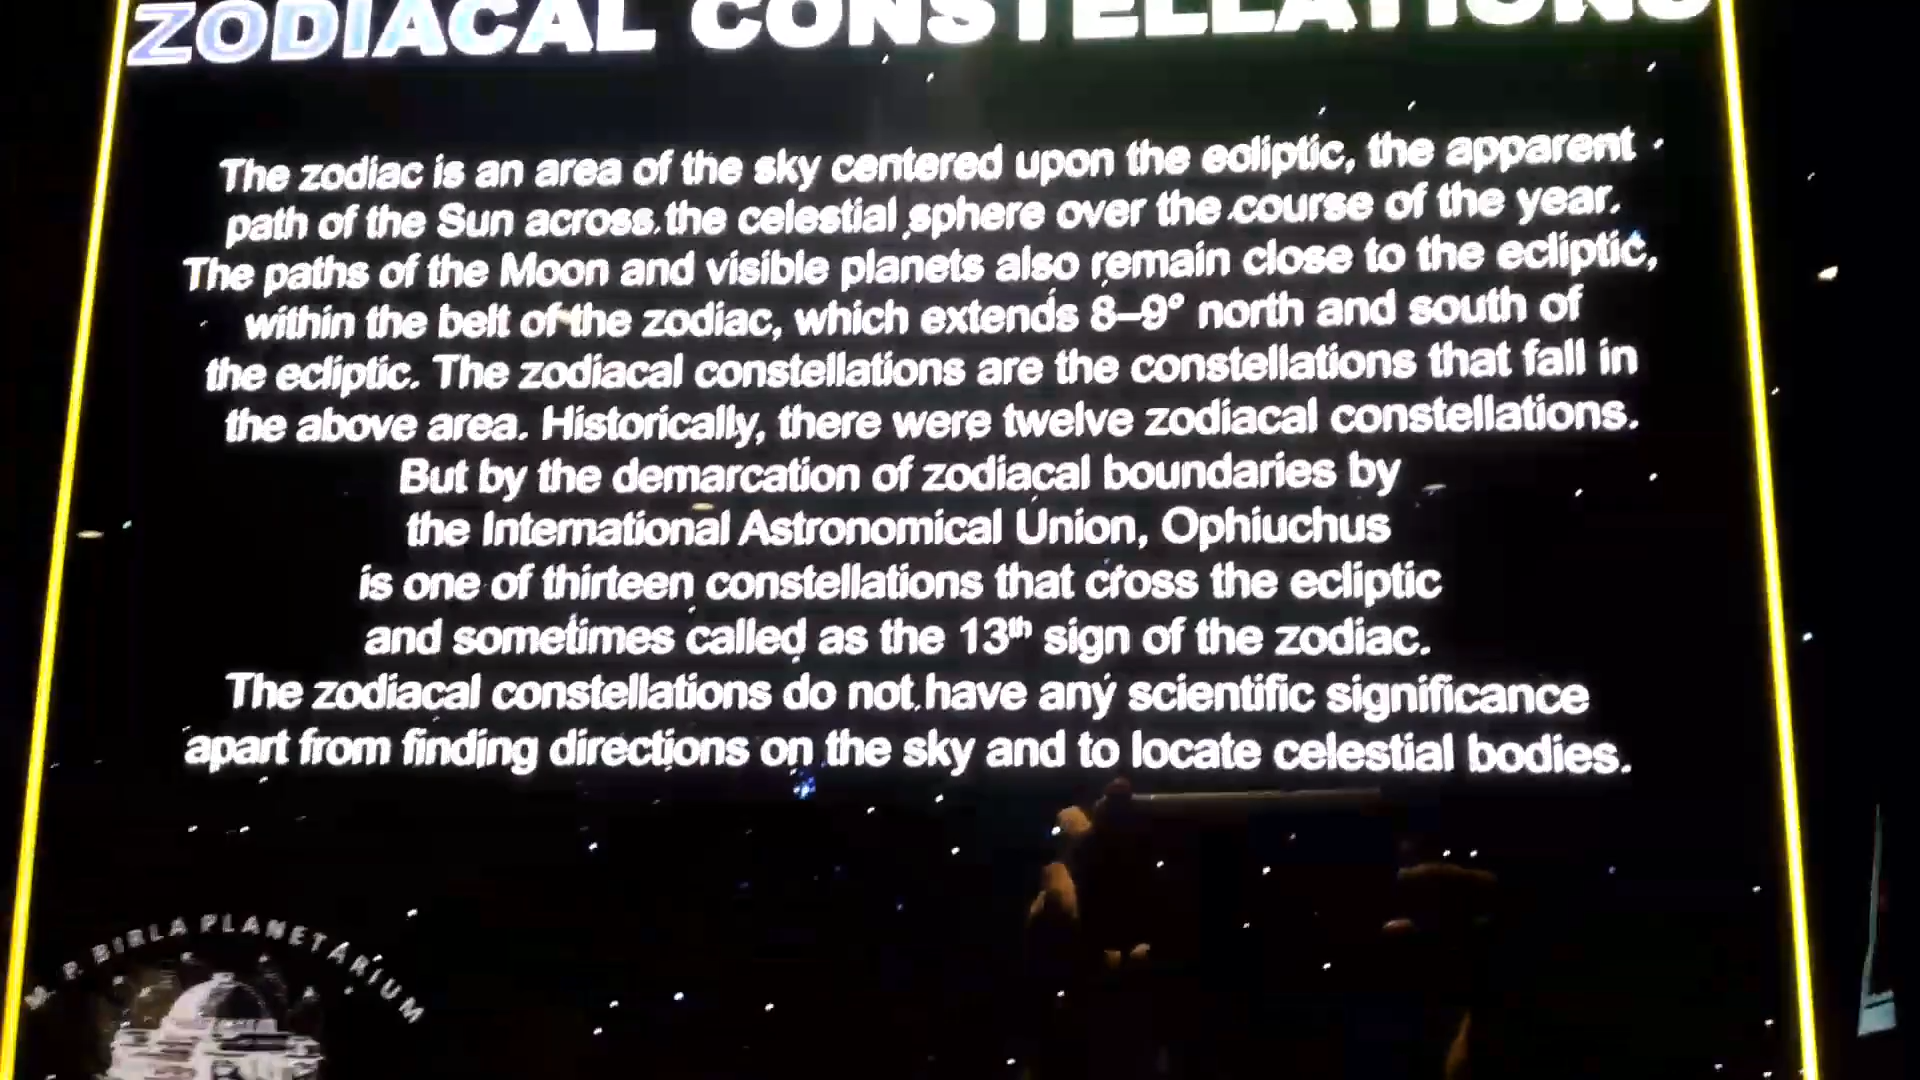 ZODIACAL CONSTELLATIONS
The zodiac is an area of the sky centered upon the ecliptic, the apparent
path of the Sun across the celestial sphere over the course of the year.
The paths of the Moon and visible planets also remain close to the ecliptic,
within the belt of the zodiac, which extends 8–9° north and south of
the ecliptic. The zodiacal constellations are the constellations that fall in
the above area. Historically, there were twelve zodiacal constellations.
But by the demarcation of zodiacal boundaries by
the International Astronomical Union, Ophiuchus
is one of thirteen constellations that cross the ecliptic
and sometimes called as the 13th sign of the zodiac.
The zodiacal constellations do not have any scientific significance
apart from finding directions on the sky and to locate celestial bodies.
M. P. BIRLA PLANETARIUM